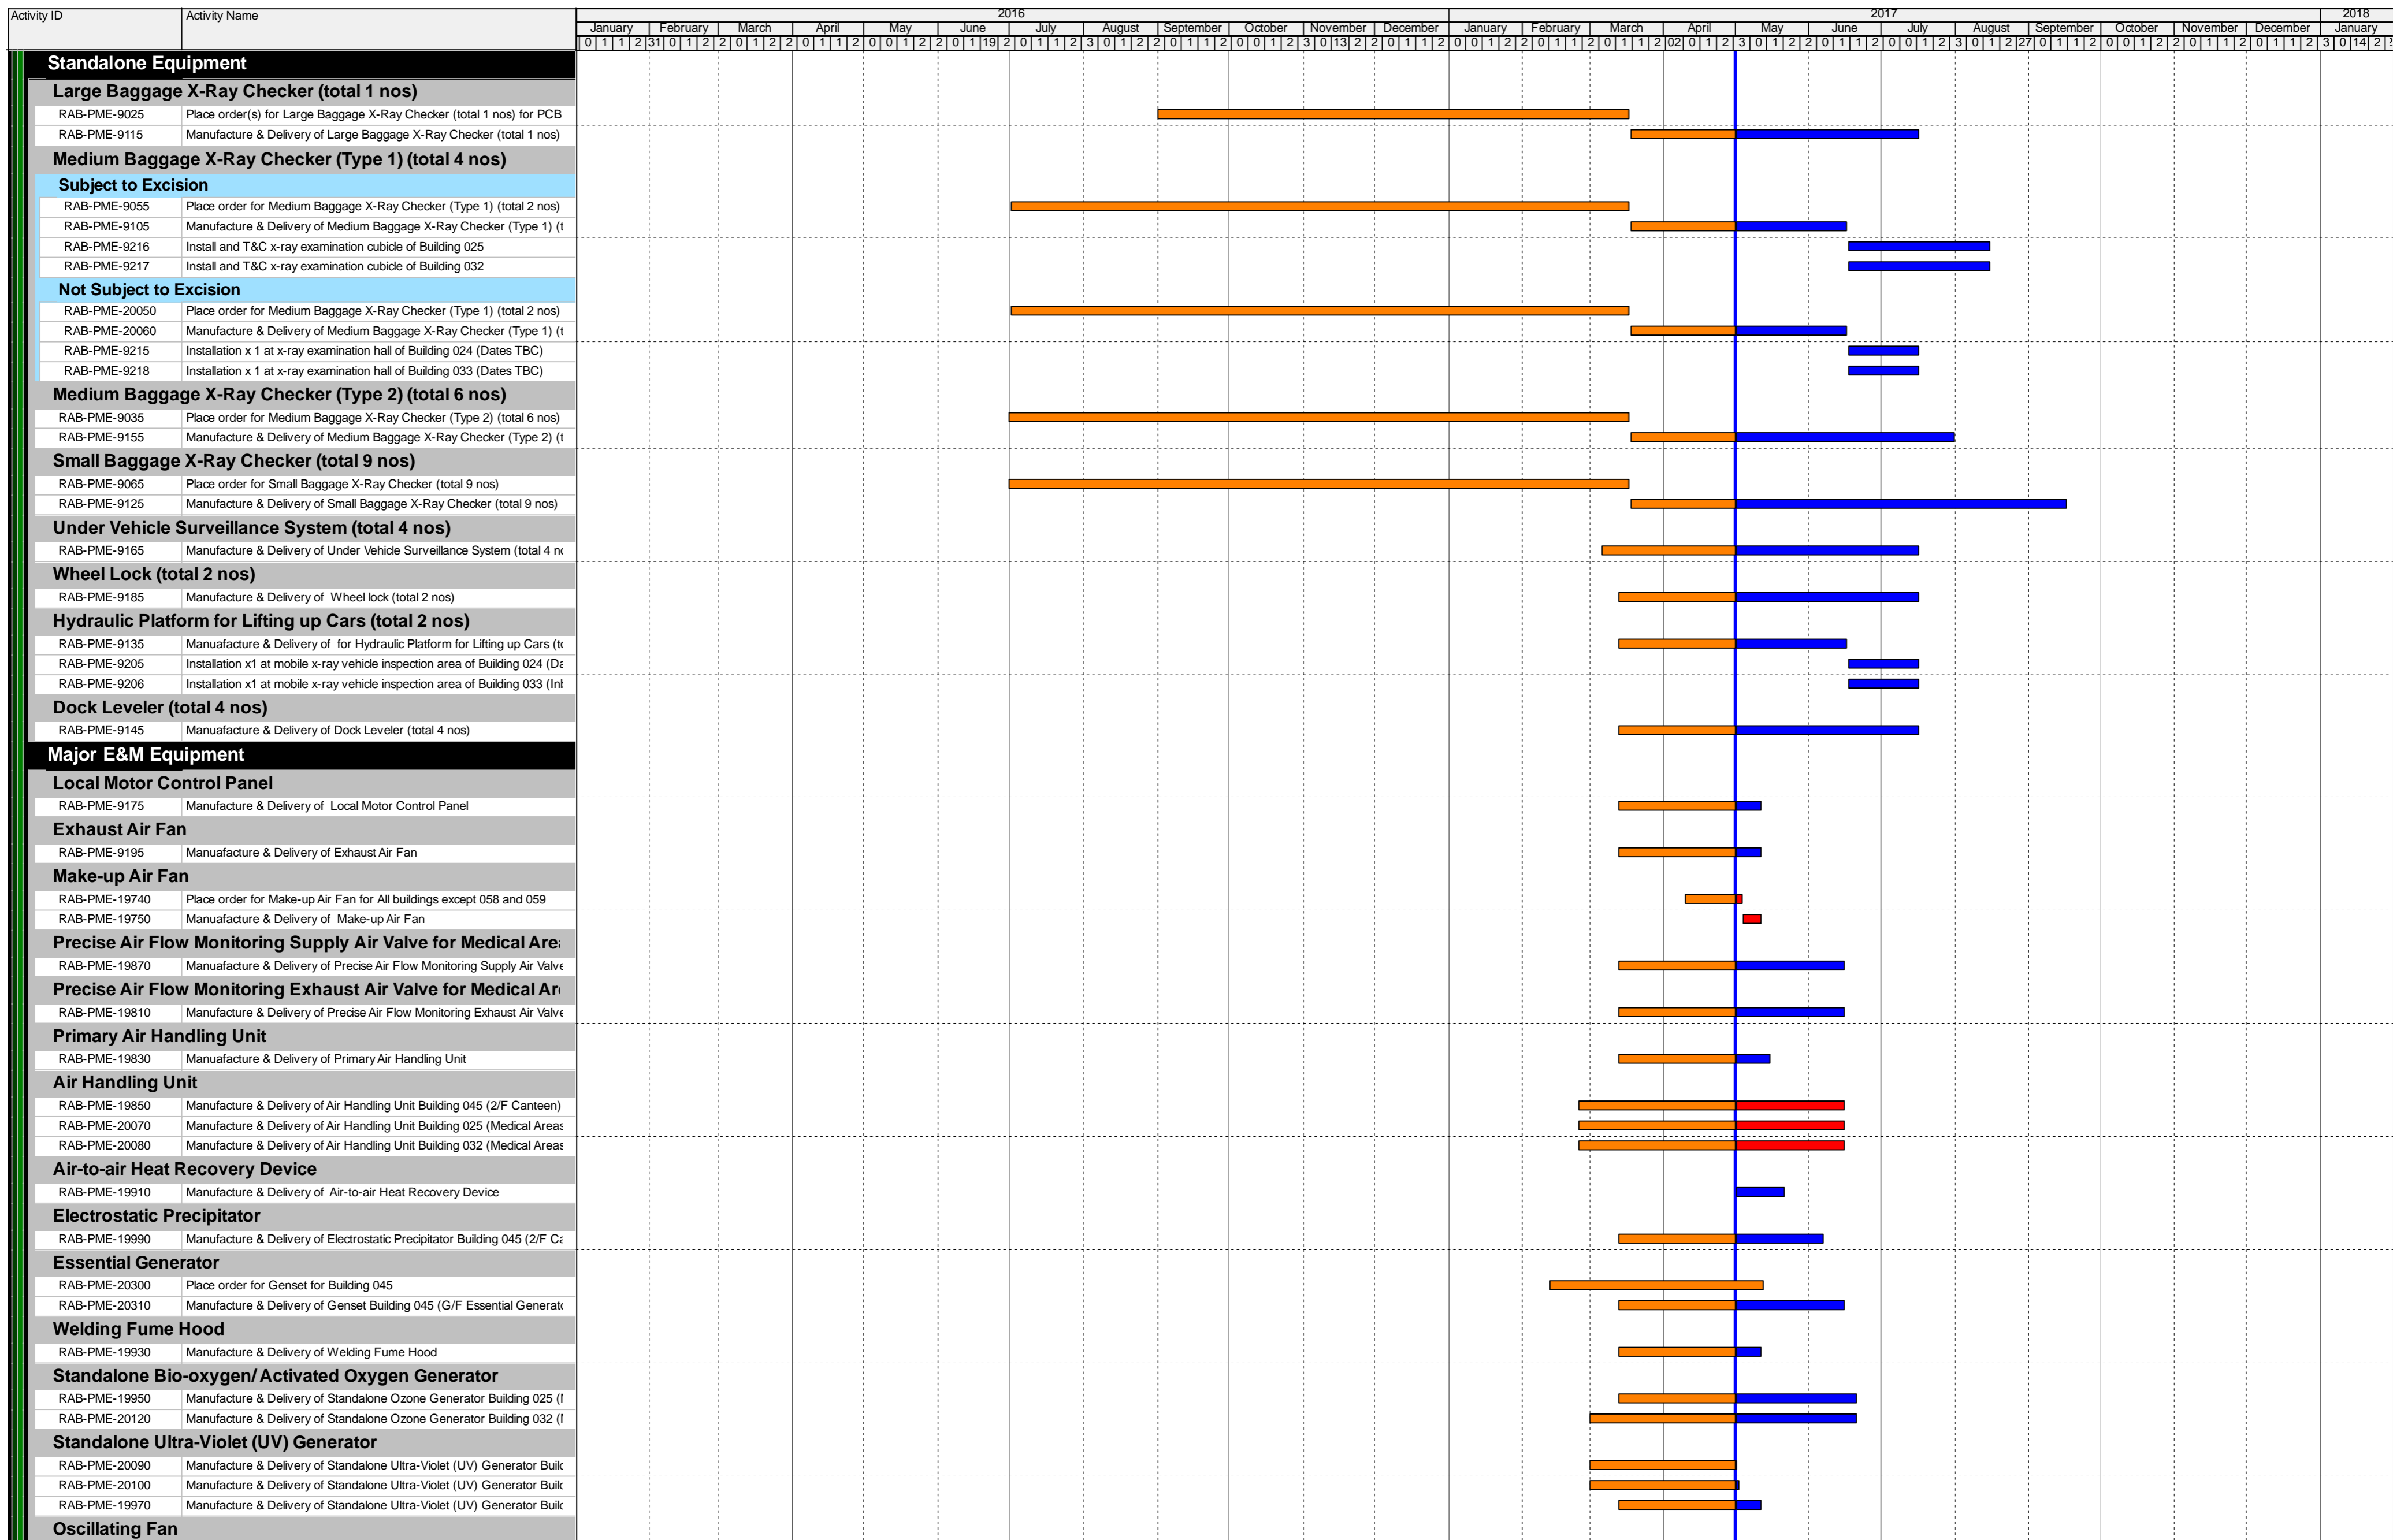 Activity ID Activity Name 2016 2017 2018
January February March April May June July August September October November December January February March April May June July August September October November December January
Standalone Equipment
Large Baggage X-Ray Checker (total 1 nos)
RAB-PME-9025 Place order(s) for Large Baggage X-Ray Checker (total 1 nos) for PCB
RAB-PME-9115 Manufacture & Delivery of Large Baggage X-Ray Checker (total 1 nos)
Medium Baggage X-Ray Checker (Type 1) (total 4 nos)
Subject to Excision
RAB-PME-9055 Place order for Medium Baggage X-Ray Checker (Type 1) (total 2 nos)
RAB-PME-9105 Manufacture & Delivery of Medium Baggage X-Ray Checker (Type 1) (t
RAB-PME-9216 Install and T&C x-ray examination cubicle of Building 025
RAB-PME-9217 Install and T&C x-ray examination cubicle of Building 032
Not Subject to Excision
RAB-PME-20050 Place order for Medium Baggage X-Ray Checker (Type 1) (total 2 nos)
RAB-PME-20060 Manufacture & Delivery of Medium Baggage X-Ray Checker (Type 1) (t
RAB-PME-9215 Installation x 1 at x-ray examination hall of Building 024 (Dates TBC)
RAB-PME-9218 Installation x 1 at x-ray examination hall of Building 033 (Dates TBC)
Medium Baggage X-Ray Checker (Type 2) (total 6 nos)
RAB-PME-9035 Place order for Medium Baggage X-Ray Checker (Type 2) (total 6 nos)
RAB-PME-9155 Manufacture & Delivery of Medium Baggage X-Ray Checker (Type 2) (t
Small Baggage X-Ray Checker (total 9 nos)
RAB-PME-9065 Place order for Small Baggage X-Ray Checker (total 9 nos)
RAB-PME-9125 Manufacture & Delivery of Small Baggage X-Ray Checker (total 9 nos)
Under Vehicle Surveillance System (total 4 nos)
RAB-PME-9165 Manufacture & Delivery of Under Vehicle Surveillance System (total 4 no
Wheel Lock (total 2 nos)
RAB-PME-9185 Manufacture & Delivery of Wheel lock (total 2 nos)
Hydraulic Platform for Lifting up Cars (total 2 nos)
RAB-PME-9135 Manuafacture & Delivery of for Hydraulic Platform for Lifting up Cars (to
RAB-PME-9205 Installation x1 at mobile x-ray vehicle inspection area of Building 024 (Da
RAB-PME-9206 Installation x1 at mobile x-ray vehicle inspection area of Building 033 (Inl
Dock Leveler (total 4 nos)
RAB-PME-9145 Manuafacture & Delivery of Dock Leveler (total 4 nos)
Major E&M Equipment
Local Motor Control Panel
RAB-PME-9175 Manufacture & Delivery of Local Motor Control Panel
Exhaust Air Fan
RAB-PME-9195 Manuafacture & Delivery of Exhaust Air Fan
Make-up Air Fan
RAB-PME-19740 Place order for Make-up Air Fan for All buildings except 058 and 059
RAB-PME-19750 Manuafacture & Delivery of Make-up Air Fan
Precise Air Flow Monitoring Supply Air Valve for Medical Are
RAB-PME-19870 Manuafacture & Delivery of Precise Air Flow Monitoring Supply Air Valve
Precise Air Flow Monitoring Exhaust Air Valve for Medical Ar
RAB-PME-19810 Manufacture & Delivery of Precise Air Flow Monitoring Exhaust Air Valve
Primary Air Handling Unit
RAB-PME-19830 Manuafacture & Delivery of Primary Air Handling Unit
Air Handling Unit
RAB-PME-19850 Manufacture & Delivery of Air Handling Unit Building 045 (2/F Canteen)
RAB-PME-20070 Manufacture & Delivery of Air Handling Unit Building 025 (Medical Areas
RAB-PME-20080 Manufacture & Delivery of Air Handling Unit Building 032 (Medical Areas
Air-to-air Heat Recovery Device
RAB-PME-19910 Manufacture & Delivery of Air-to-air Heat Recovery Device
Electrostatic Precipitator
RAB-PME-19990 Manufacture & Delivery of Electrostatic Precipitator Building 045 (2/F Ca
Essential Generator
RAB-PME-20300 Place order for Genset for Building 045
RAB-PME-20310 Manufacture & Delivery of Genset Building 045 (G/F Essential Generato
Welding Fume Hood
RAB-PME-19930 Manufacture & Delivery of Welding Fume Hood
Standalone Bio-oxygen/ Activated Oxygen Generator
RAB-PME-19950 Manufacture & Delivery of Standalone Ozone Generator Building 025 (
RAB-PME-20120 Manufacture & Delivery of Standalone Ozone Generator Building 032 (
Standalone Ultra-Violet (UV) Generator
RAB-PME-20090 Manufacture & Delivery of Standalone Ultra-Violet (UV) Generator Build
RAB-PME-20100 Manufacture & Delivery of Standalone Ultra-Violet (UV) Generator Build
RAB-PME-19970 Manufacture & Delivery of Standalone Ultra-Violet (UV) Generator Build
Oscillating Fan